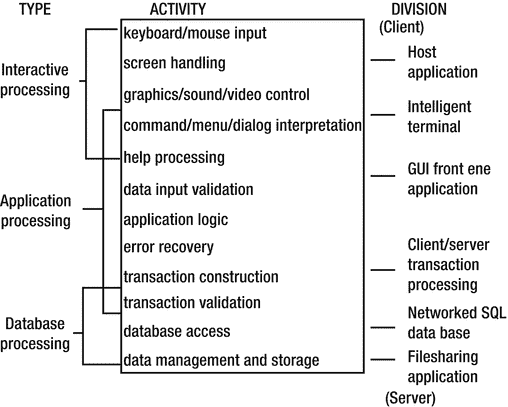 TYPE
ACTIVITY
DIVISION
(Client)
keyboard/mouse input
screen handling
graphics/sound/video control
command/menu/dialog interpretation
help processing
data input validation
application logic
error recovery
transaction construction
transaction validation
database access
data management and storage
Interactive
processing
Application
processing
Database
processing
Host
application
Intelligent
terminal
GUI front ene
application
Client/server
transaction
processing
Networked SQL
data base
Filesharing
application
(Server)